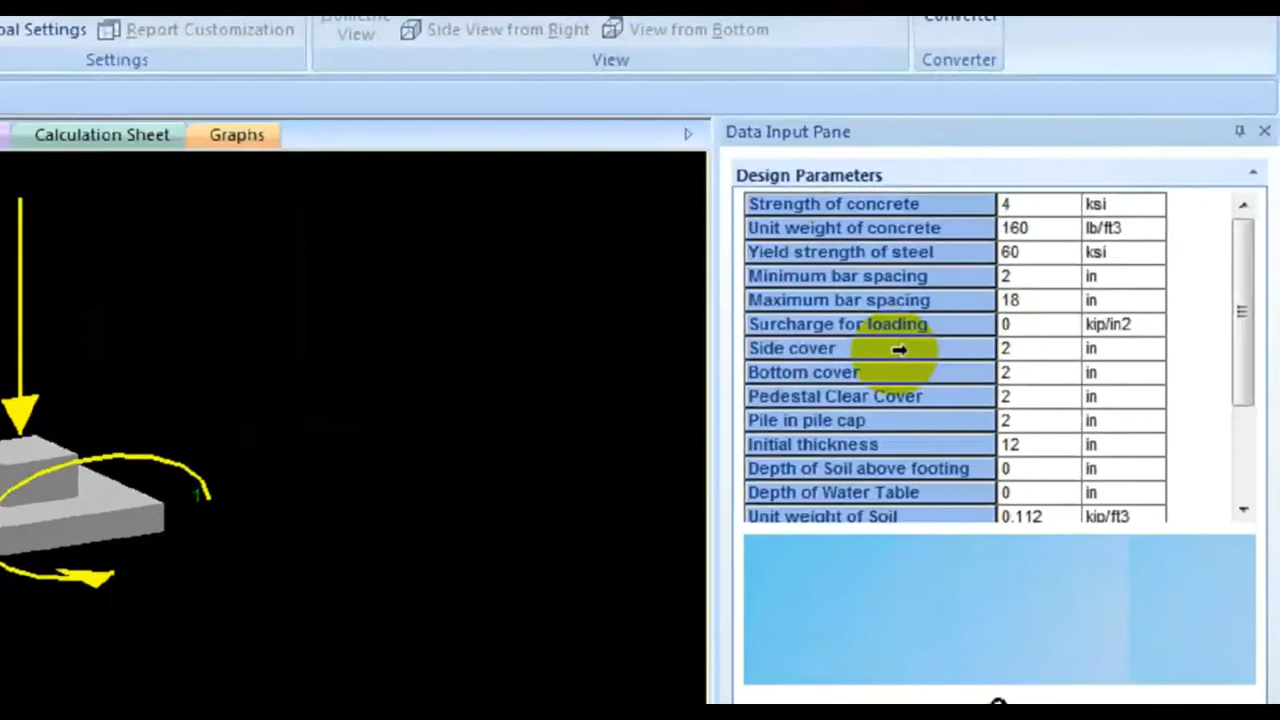 bal Settings Report Customization
View Side View from Right View from Bottom
Converter
Settings View Converter
Calculation Sheet Graphs
Data Input Pane
Design Parameters
Strength of concrete 4 ksi
Unit weight of concrete 160 lb/ft3
Yield strength of steel 60 ksi
Minimum bar spacing 2 in
Maximum bar spacing 18 in
Surcharge for loading 0 kip/in2
Side cover 2 in
Bottom cover 2 in
Pedestal Clear Cover 2 in
Pile in pile cap 2 in
Initial thickness 12 in
Depth of Soil above footing 0 in
Depth of Water Table 0 in
Unit weight of Soil 0.112 kip/ft3
1